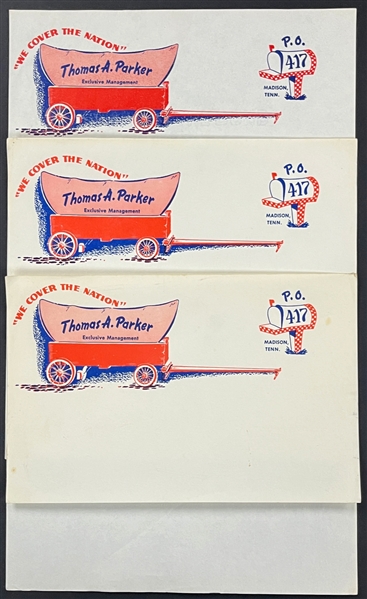 "WE COVER THE NATION"
Thomas A. Parker
Exclusive Management
P.O.
417
MADISON,
TENN.
"WE COVER THE NATION"
Thomas A. Parker
Exclusive Management
P.O.
417
MADISON,
TENN.
"WE COVER THE NATION"
Thomas A. Parker
Exclusive Management
P.O.
417
MADISON,
TENN.